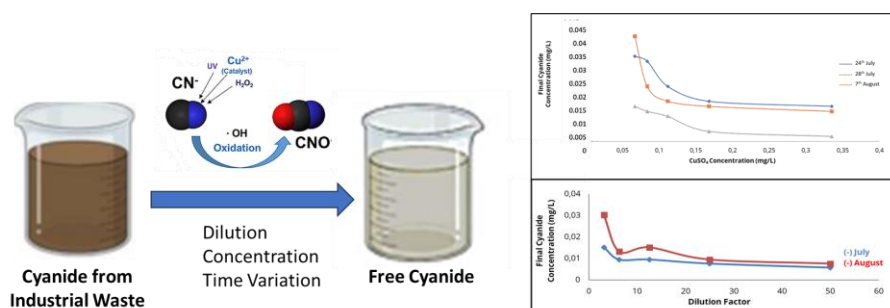 CN-
UV
Cu²⁺
(Catalyst)
H₂O₂
· OH
Oxidation
CNO
Dilution
Concentration
Time Variation
Cyanide from
Industrial Waste
Free Cyanide
Final Cyanide
Concentration (mg/L)
0.045
0.04
0.035
0.03
0.025
0.02
0.015
0.01
0.005
0
0,05
0,1
0,15
0,2
0,25
0,3
0,35
0,4
CuSO₄ Concentration (mg/L)
24th July
28th July
7th August
Final Cyanide
Concentration (mg/L)
0,04
0,03
0,02
0,01
0
0
10
20
30
40
50
60
Dilution Factor
(-) July
(-) August